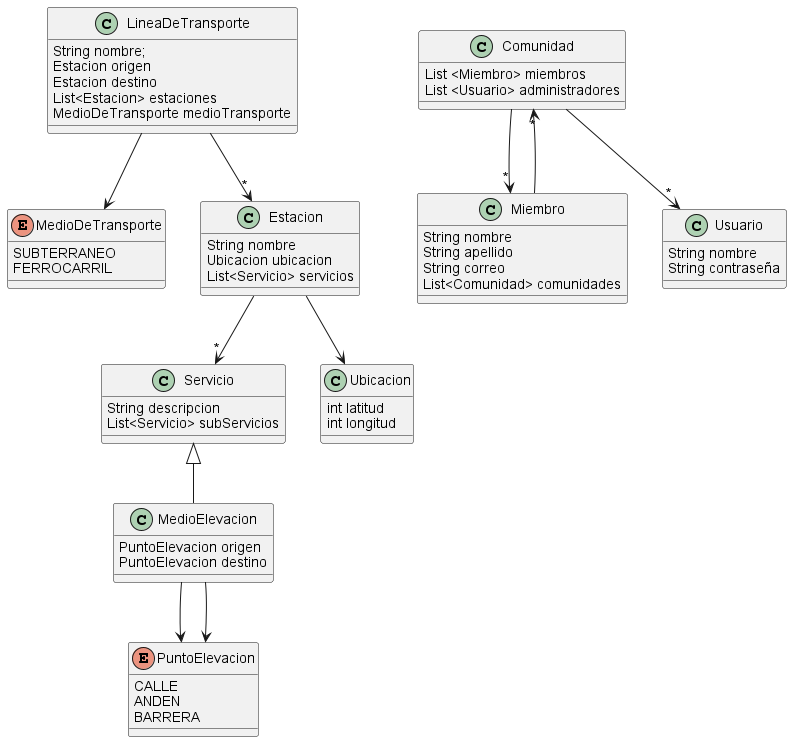 C LineaDeTransporte
String nombre;
Estacion origen
Estacion destino
List<Estacion> estaciones
MedioDeTransporte medioTransporte
C Comunidad
List <Miembro> miembros
List <Usuario> administradores
*
*
*
*
E MedioDeTransporte
SUBTERRANEO
FERROCARRIL
C Estacion
String nombre
Ubicacion ubicacion
List<Servicio> servicios
C Miembro
String nombre
String apellido
String correo
List<Comunidad> comunidades
C Usuario
String nombre
String contraseña
*
C Servicio
String descripcion
List<Servicio> subServicios
C Ubicacion
int latitud
int longitud
C MedioElevacion
PuntoElevacion origen
PuntoElevacion destino
E PuntoElevacion
CALLE
ANDEN
BARRERA